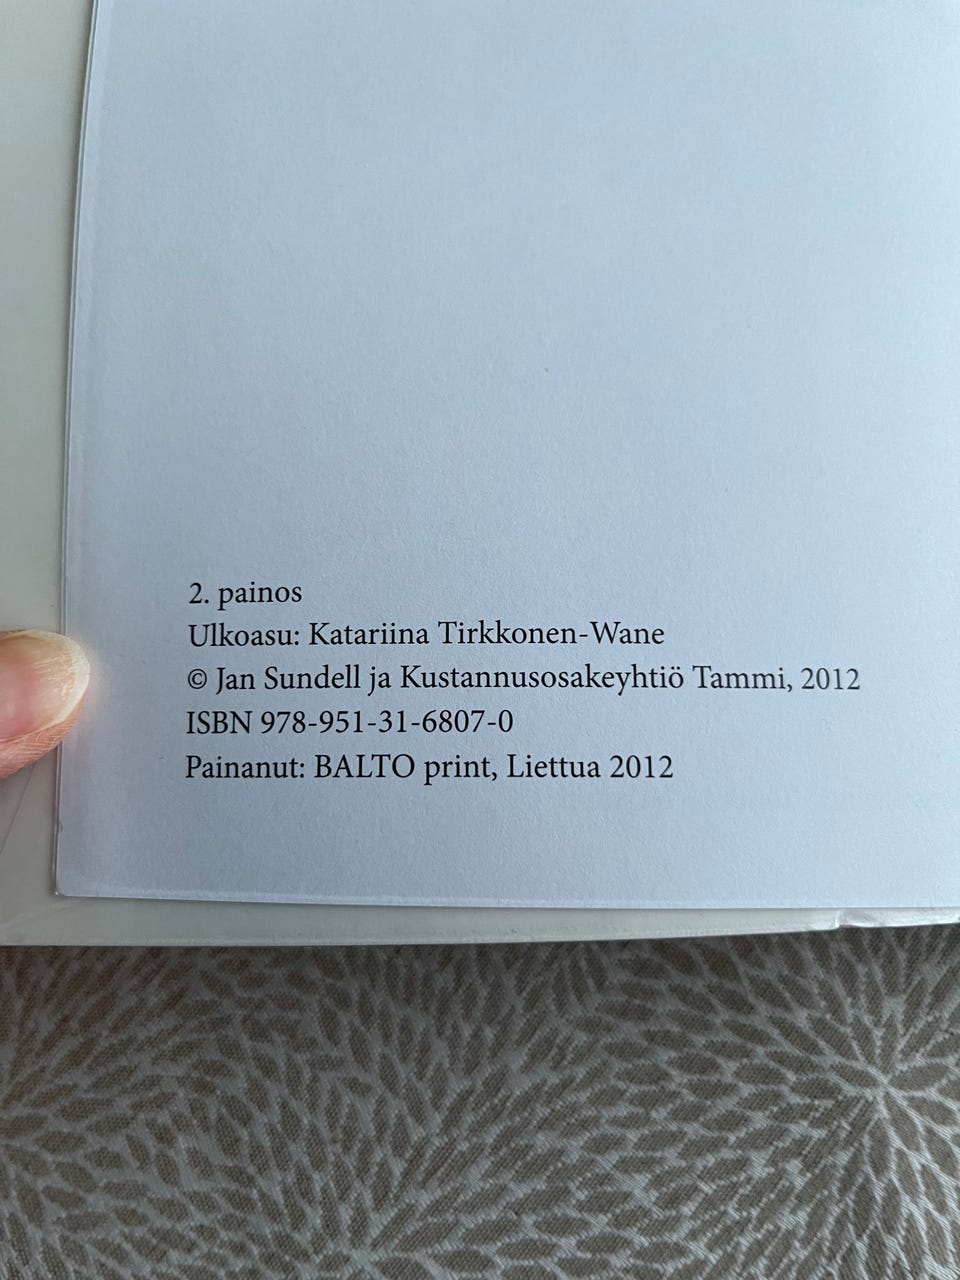 2. painos
Ulkoasu: Katariina Tirkkonen-Wane
© Jan Sundell ja Kustannusosakeyhtiö Tammi, 2012
ISBN 978-951-31-6807-0
Painanut: BALTO print, Liettua 2012